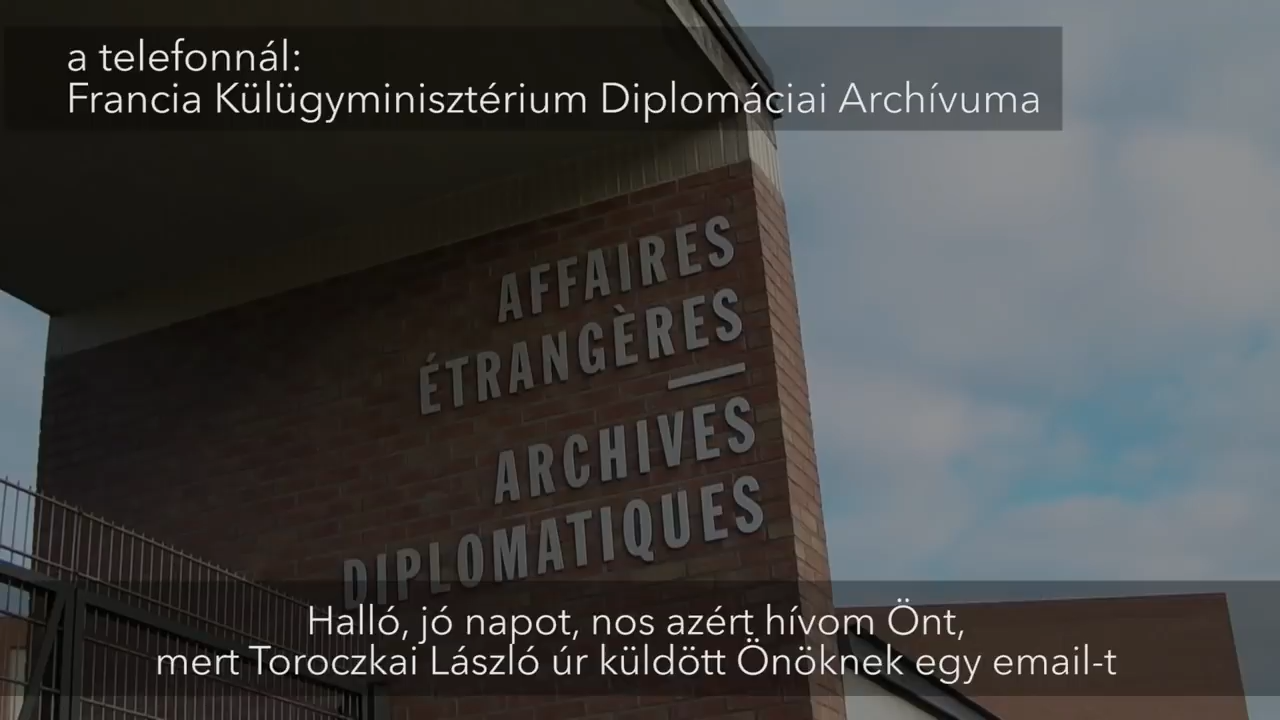 a telefonnál:
Francia Külügyminisztérium Diplomáciai Archívuma
AFFAIRES
ÉTRANGÈRES
ARCHIVES
DIPLOMATIQUES
Halló, jó napot, nos azért hívom Önt,
mert Toroczkai László úr küldött Önöknek egy email-t